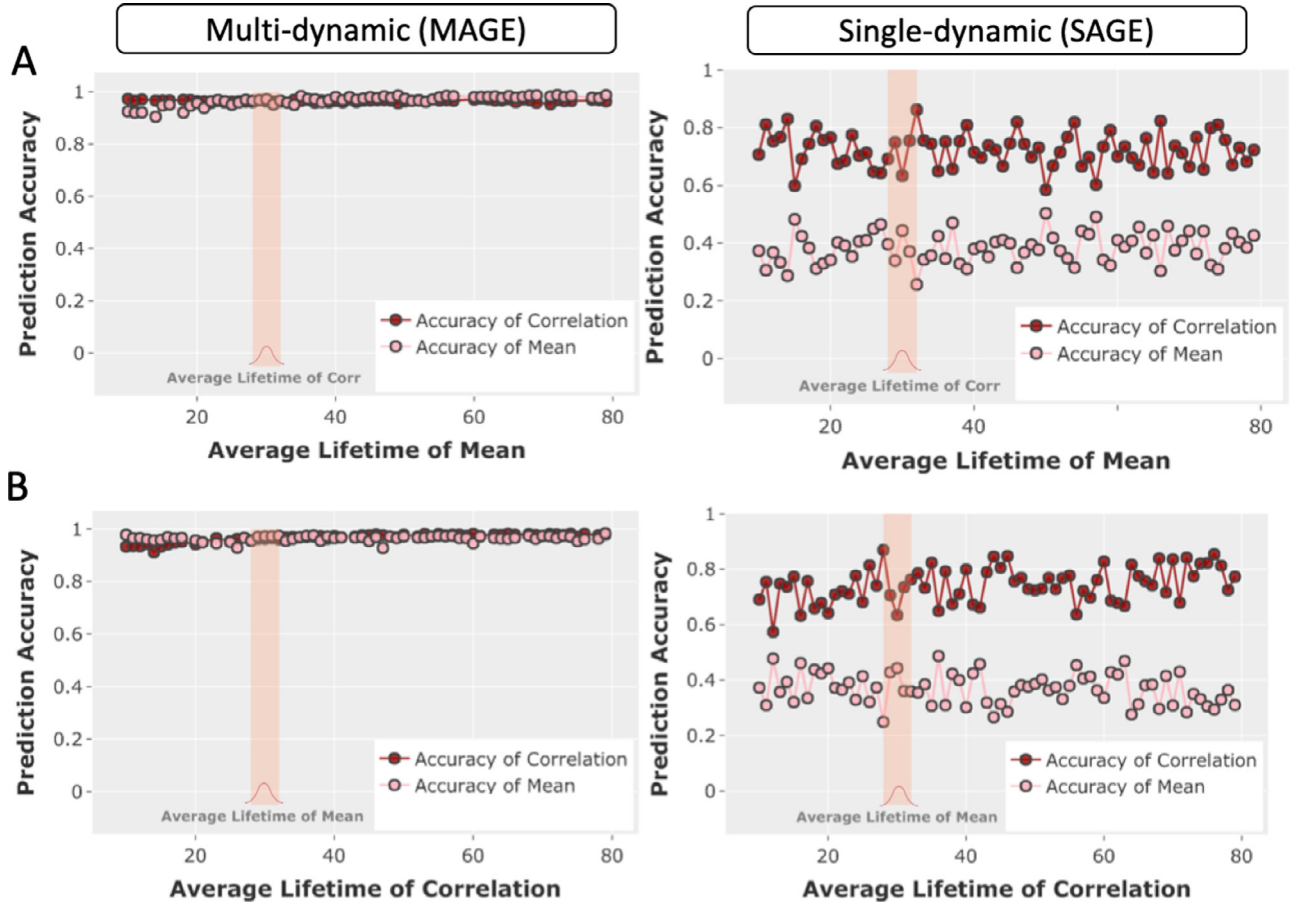 Multi-dynamic (MAGE)
Single-dynamic (SAGE)
A
Prediction Accuracy
1
0.8
0.6
0.4
0.2
0
Accuracy of Correlation
Accuracy of Mean
Average Lifetime of Corr
20
40
60
80
Average Lifetime of Mean
Prediction Accuracy
1
0.8
0.6
0.4
0.2
0
Accuracy of Correlation
Accuracy of Mean
Average Lifetime of Corr
20
40
80
Average Lifetime of Mean
B
Prediction Accuracy
1
0.8
0.6
0.4
0.2
0
Accuracy of Correlation
Accuracy of Mean
Average Lifetime of Mean
20
40
60
80
Average Lifetime of Correlation
Prediction Accuracy
1
0.8
0.6
0.4
0.2
0
Accuracy of Correlation
Accuracy of Mean
Average Lifetime of Mean
20
40
60
80
Average Lifetime of Correlation